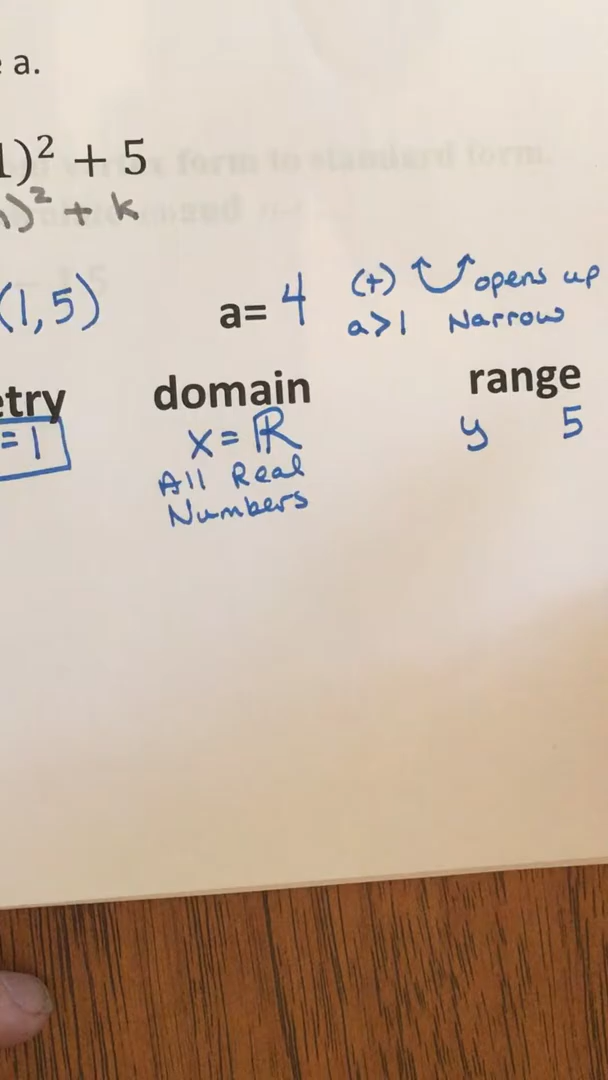 a.
1)² + 5
h)² + k
(1,5)
a= 4
(+) opens up
a>1 Narrow
etry
= 1
domain
x = ℝ
All Real
Numbers
range
y 5